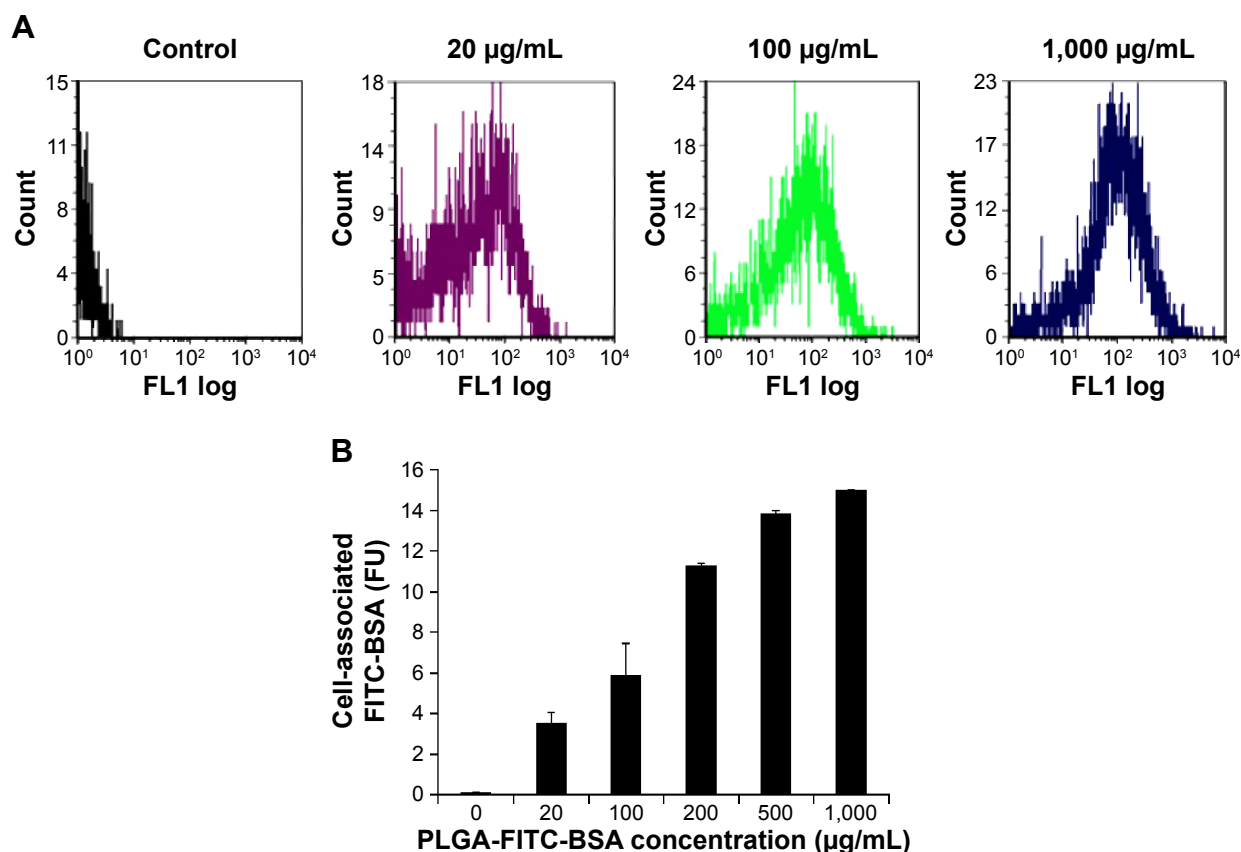 A
Control
20 µg/mL
100 µg/mL
1,000 µg/mL
15
11
8
4
0
Count
10⁰ 10¹ 10² 10³ 10⁴
FL1 log
18
14
9
5
0
Count
10⁰ 10¹ 10² 10³ 10⁴
FL1 log
24
18
12
6
0
Count
10⁰ 10¹ 10² 10³ 10⁴
FL1 log
23
17
12
6
0
Count
10⁰ 10¹ 10² 10³ 10⁴
FL1 log
B
Cell-associated
FITC-BSA (FU)
16
14
12
10
8
6
4
2
0
0 20 100 200 500 1,000
PLGA-FITC-BSA concentration (µg/mL)